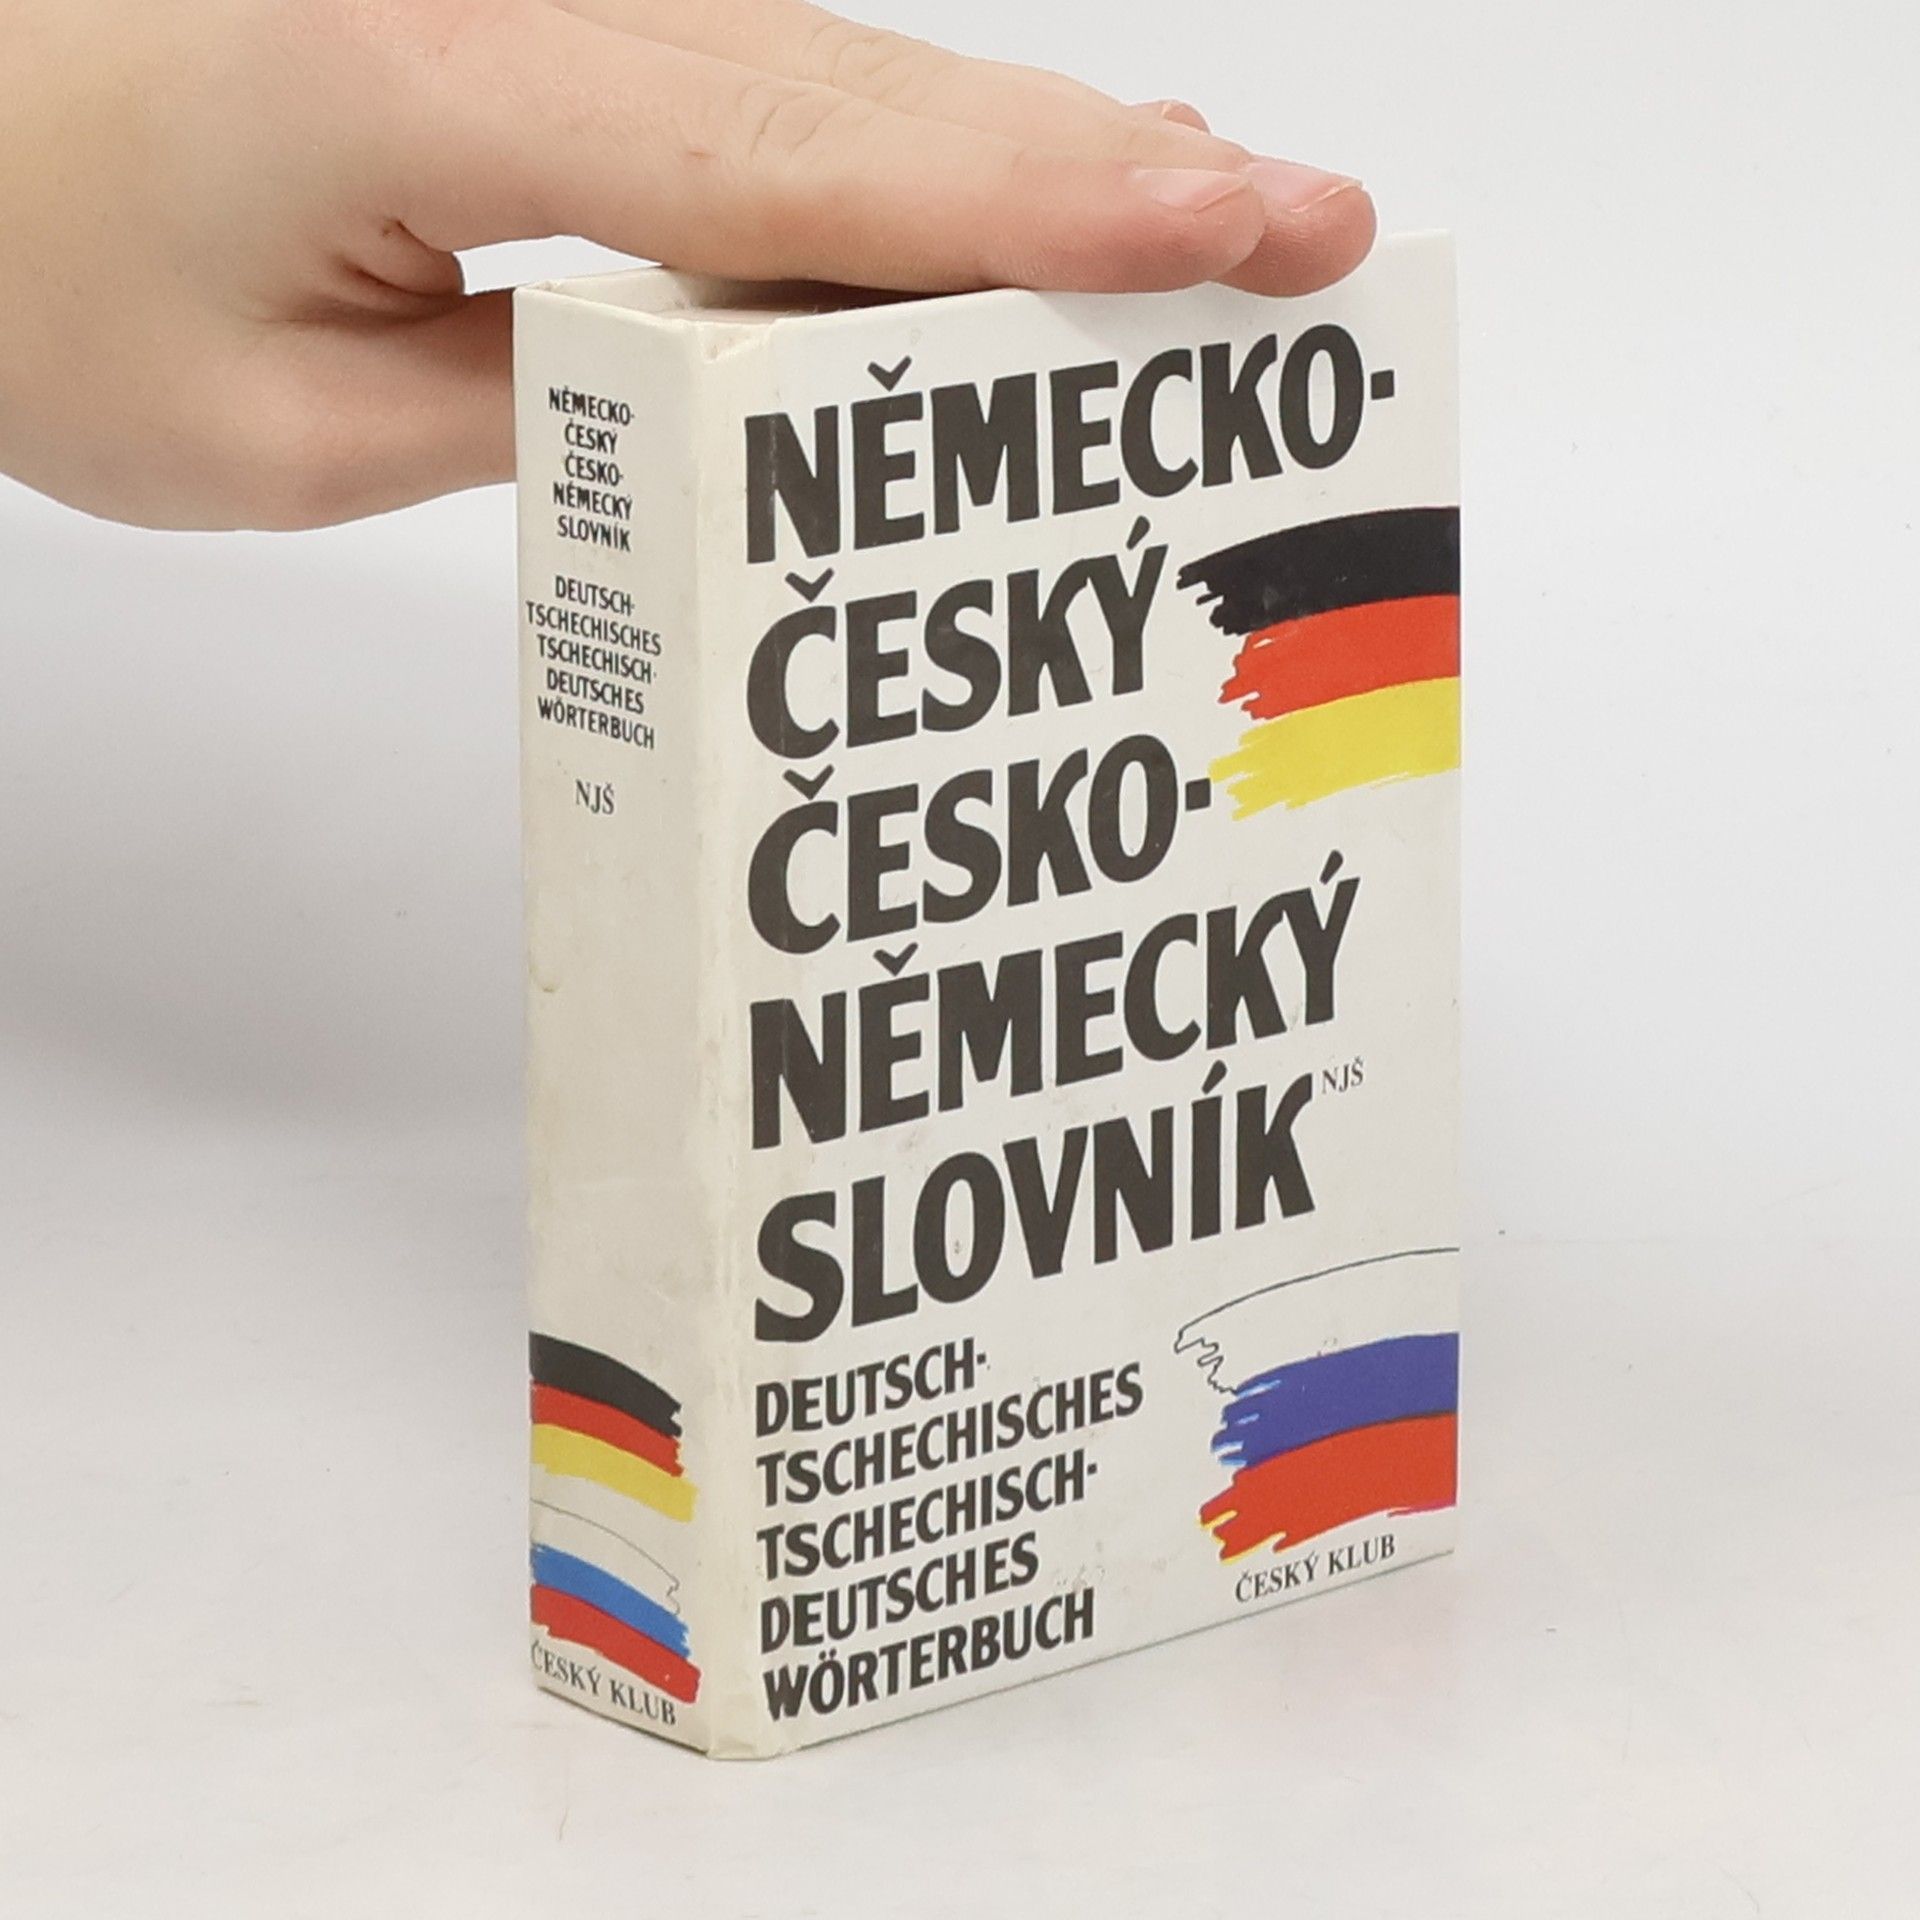 NĚMECKO-
ČESKÝ
ČESKO-
NĚMECKÝ
SLOVNÍK
DEUTSCH-
TSCHECHISCHES
TSCHECHISCH-
DEUTSCHES
WÖRTERBUCH
NJŠ
ČESKÝ KLUB
NĚMECKO-
ČESKÝ
ČESKO-
NĚMECKÝ
SLOVNÍK
NJŠ
DEUTSCH-
TSCHECHISCHES
TSCHECHISCH-
DEUTSCHES
WÖRTERBUCH
ČESKÝ KLUB